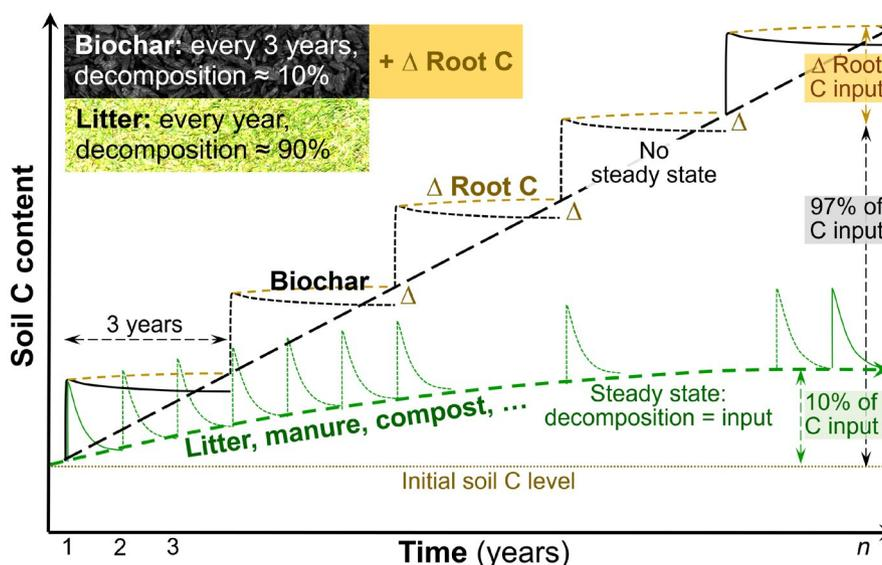 Biochar: every 3 years,
decomposition ≈ 10%
+ Δ Root C
Litter: every year,
decomposition ≈ 90%
Δ Root
C input
No
steady state
Δ
Δ Root C
Δ
97% of
C input
Biochar
Δ
3 years
Soil C content
Steady state:
decomposition = input
10% of
C input
Litter, manure, compost, …
Initial soil C level
1 2 3 n
Time (years)